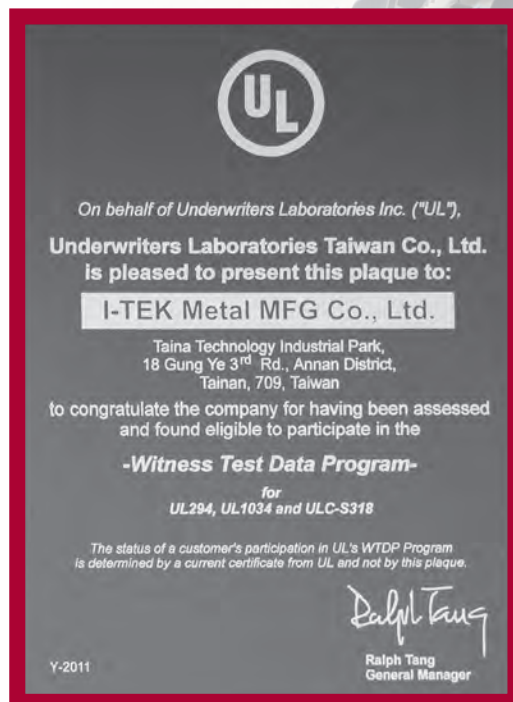 UL
On behalf of Underwriters Laboratories Inc. ("UL"),
Underwriters Laboratories Taiwan Co., Ltd.
is pleased to present this plaque to:
I-TEK Metal MFG Co., Ltd.
Taina Technology Industrial Park,
18 Gung Ye 3rd Rd., Annan District,
Tainan, 709, Taiwan
to congratulate the company for having been assessed
and found eligible to participate in the
-Witness Test Data Program-
for
UL294, UL1034 and ULC-S318
The status of a customer's participation in UL's WTDP Program
is determined by a current certificate from UL and not by this plaque.
Ralph Tang
Y-2011
Ralph Tang
General Manager